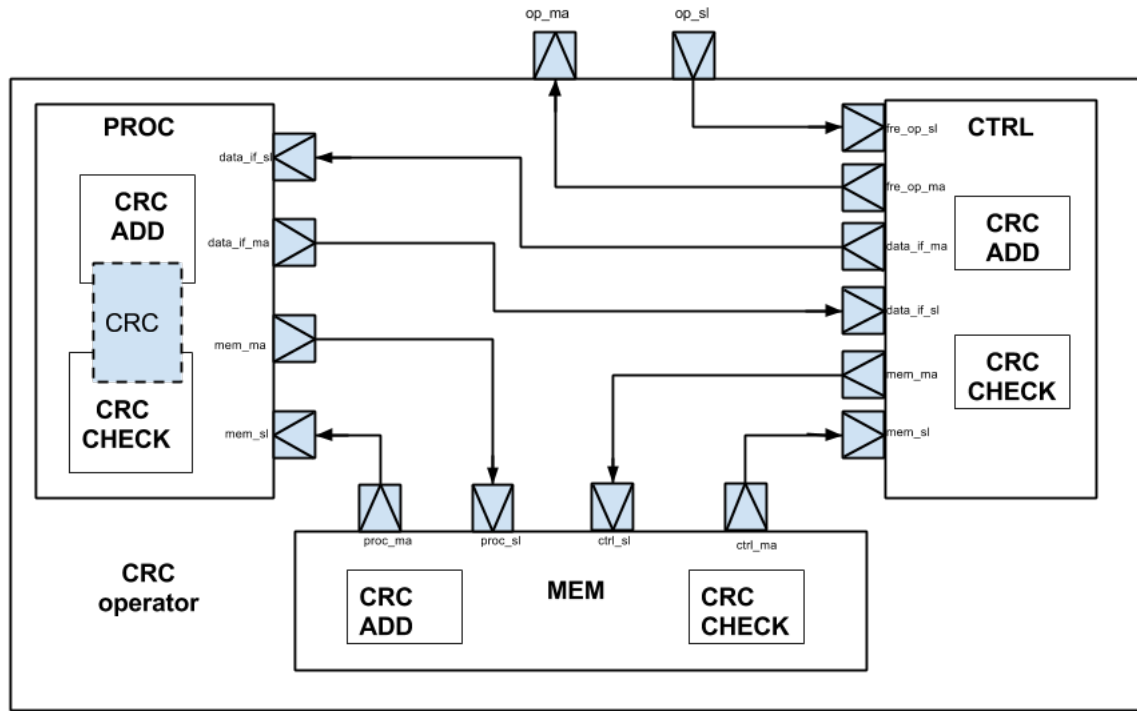 op_ma
op_sl
PROC
CTRL
data_if_sl
fre_op_sl
fre_op_ma
CRC
ADD
data_if_ma
data_if_ma
CRC
ADD
CRC
data_if_sl
mem_ma
mem_ma
CRC
CHECK
CRC
CHECK
mem_sl
mem_sl
proc_ma
proc_sl
ctrl_sl
ctrl_ma
CRC
operator
MEM
CRC
ADD
CRC
CHECK